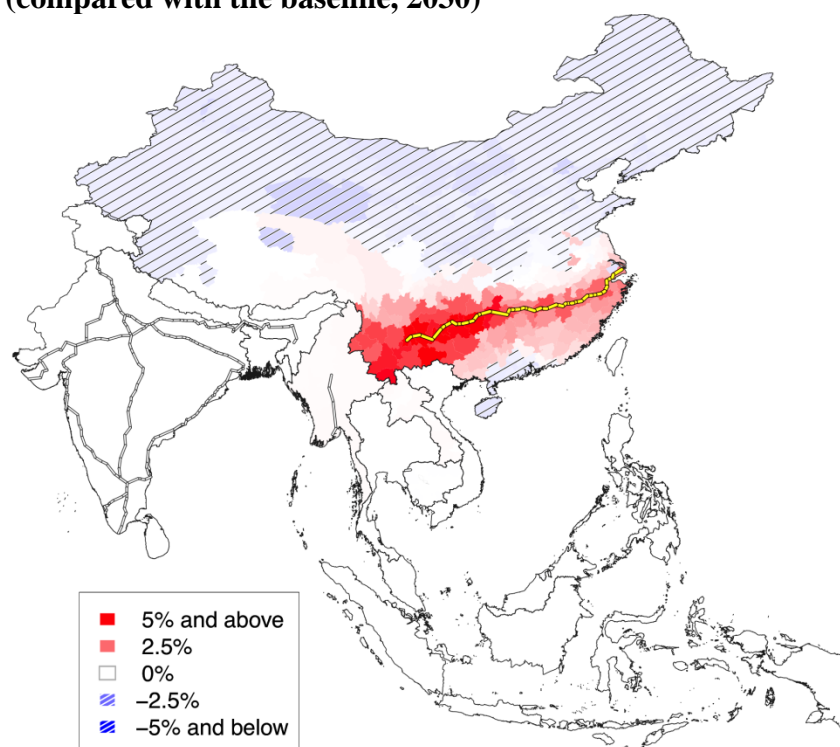 (compared with the baseline, 2030)
5% and above
2.5%
0%
−2.5%
−5% and below